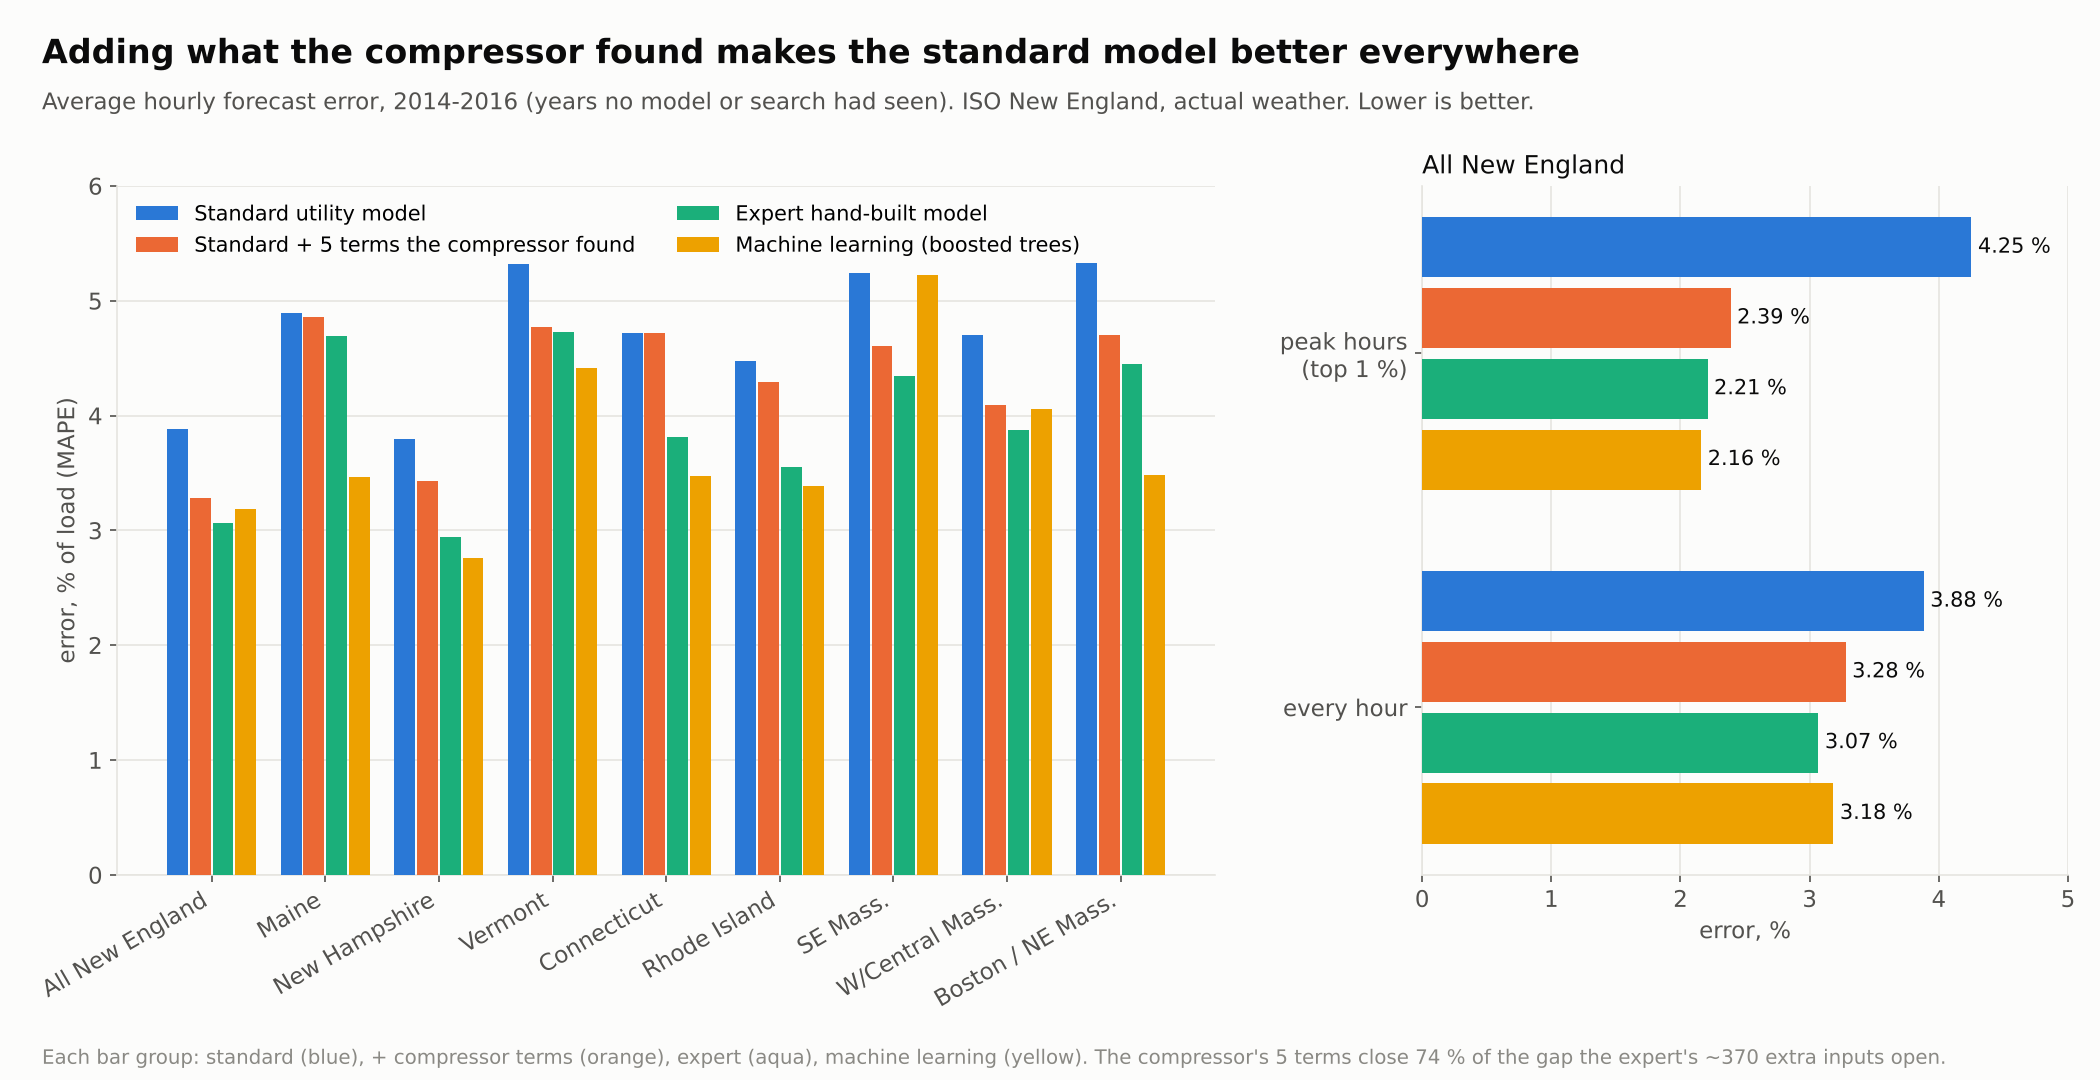 Adding what the compressor found makes the standard model better everywhere
Average hourly forecast error, 2014-2016 (years no model or search had seen). ISO New England, actual weather. Lower is better.
Standard utility model
Standard + 5 terms the compressor found
Expert hand-built model
Machine learning (boosted trees)
error, % of load (MAPE)
6
5
4
3
2
1
0
All New England
Maine
New Hampshire
Vermont
Connecticut
Rhode Island
SE Mass.
W/Central Mass.
Boston / NE Mass.
All New England
peak hours
(top 1 %)
4.25 %
2.39 %
2.21 %
2.16 %
every hour
3.88 %
3.28 %
3.07 %
3.18 %
0
1
2
3
4
5
error, %
Each bar group: standard (blue), + compressor terms (orange), expert (aqua), machine learning (yellow). The compressor's 5 terms close 74 % of the gap the expert's ~370 extra inputs open.